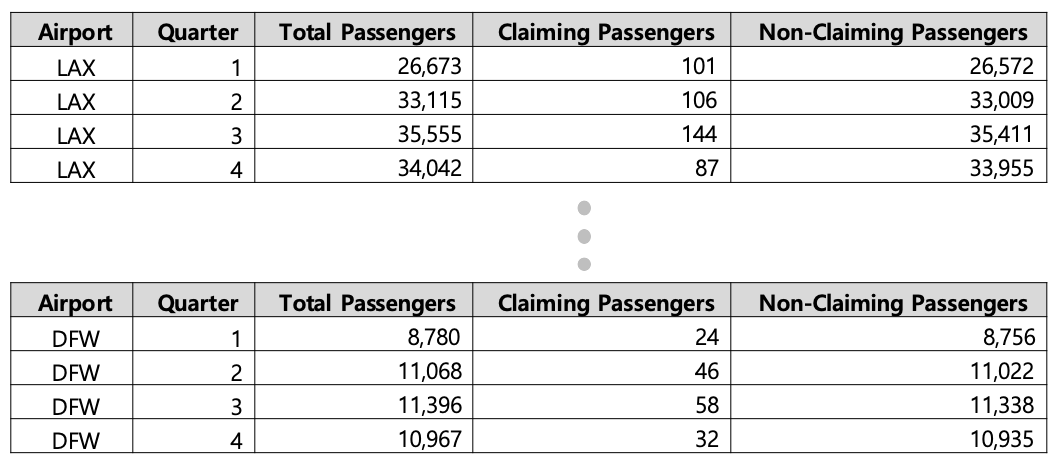 Airport Quarter Total Passengers Claiming Passengers Non-Claiming Passengers
LAX 1 26,673 101 26,572
LAX 2 33,115 106 33,009
LAX 3 35,555 144 35,411
LAX 4 34,042 87 33,955
Airport Quarter Total Passengers Claiming Passengers Non-Claiming Passengers
DFW 1 8,780 24 8,756
DFW 2 11,068 46 11,022
DFW 3 11,396 58 11,338
DFW 4 10,967 32 10,935